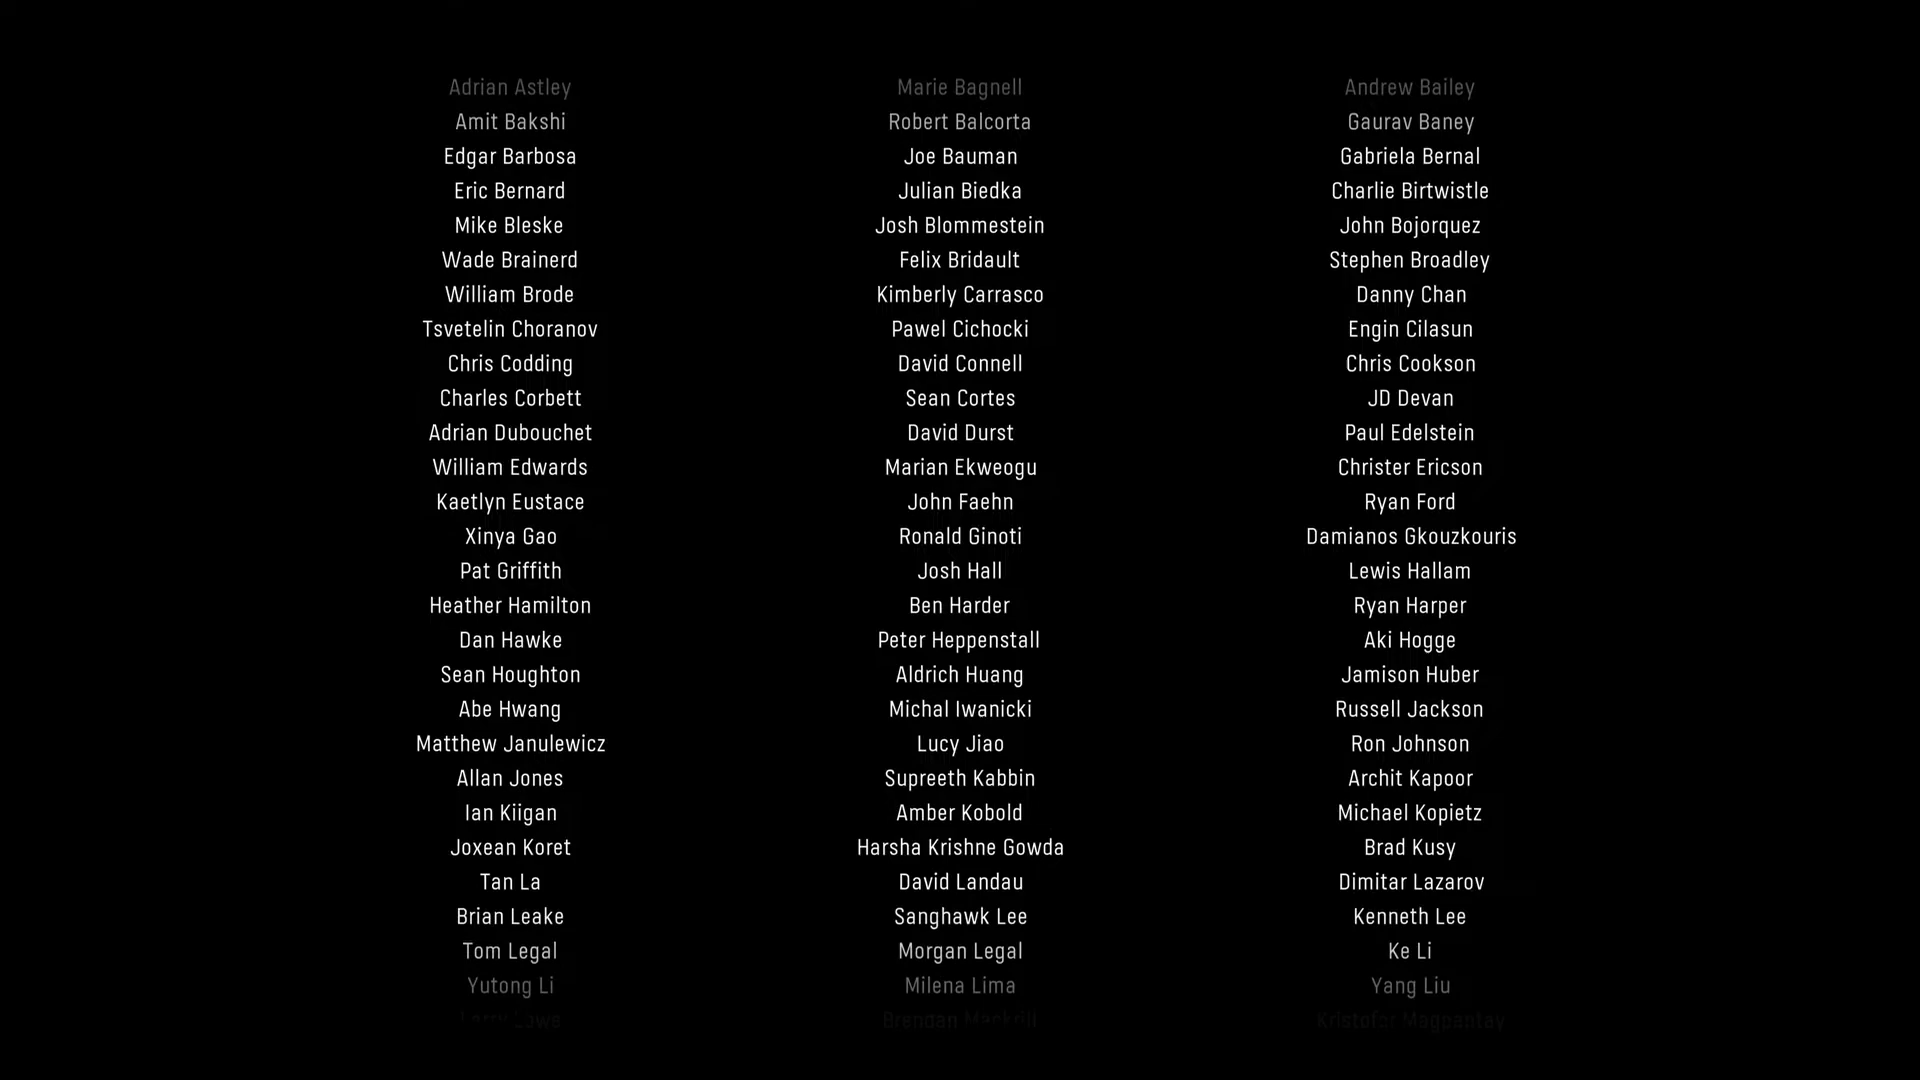 Adrian Astley Marie Bagnell Andrew Bailey
Amit Bakshi Robert Balcorta Gaurav Baney
Edgar Barbosa Joe Bauman Gabriela Bernal
Eric Bernard Julian Biedka Charlie Birtwistle
Mike Bleske Josh Blommestein John Bojorquez
Wade Brainerd Felix Bridault Stephen Broadley
William Brode Kimberly Carrasco Danny Chan
Tsvetelin Choranov Pawel Cichocki Engin Cilasun
Chris Codding David Connell Chris Cookson
Charles Corbett Sean Cortes JD Devan
Adrian Dubouchet David Durst Paul Edelstein
William Edwards Marian Ekweogu Christer Ericson
Kaetlyn Eustace John Faehn Ryan Ford
Xinya Gao Ronald Ginoti Damianos Gkouzkouris
Pat Griffith Josh Hall Lewis Hallam
Heather Hamilton Ben Harder Ryan Harper
Dan Hawke Peter Heppenstall Aki Hogge
Sean Houghton Aldrich Huang Jamison Huber
Abe Hwang Michal Iwanicki Russell Jackson
Matthew Janulewicz Lucy Jiao Ron Johnson
Allan Jones Supreeth Kabbin Archit Kapoor
Ian Kiigan Amber Kobold Michael Kopietz
Joxean Koret Harsha Krishne Gowda Brad Kusy
Tan La David Landau Dimitar Lazarov
Brian Leake Sanghawk Lee Kenneth Lee
Tom Legal Morgan Legal Ke Li
Yutong Li Milena Lima Yang Liu
Brendan Mackrill Kristofer Magpantay